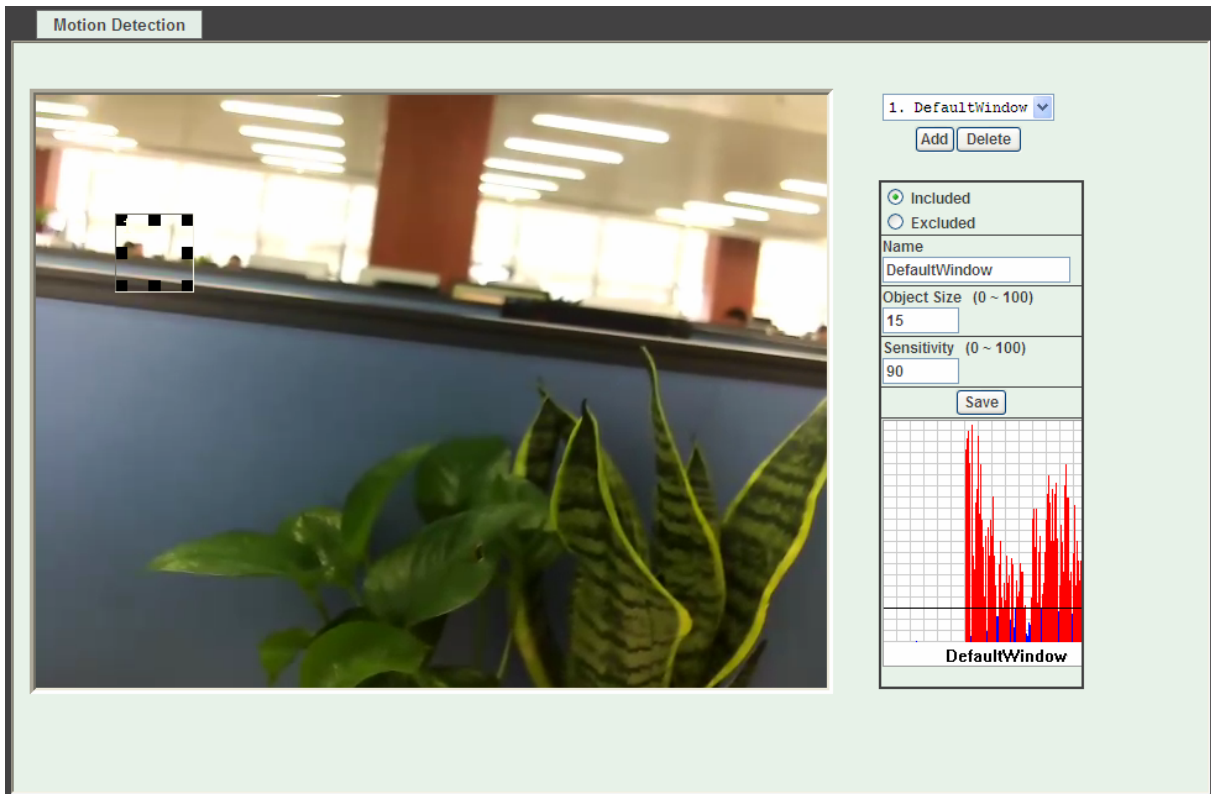 Motion Detection
1. DefaultWindow
Add Delete
Included
Excluded
Name
DefaultWindow
Object Size (0 ~ 100)
15
Sensitivity (0 ~ 100)
90
Save
DefaultWindow